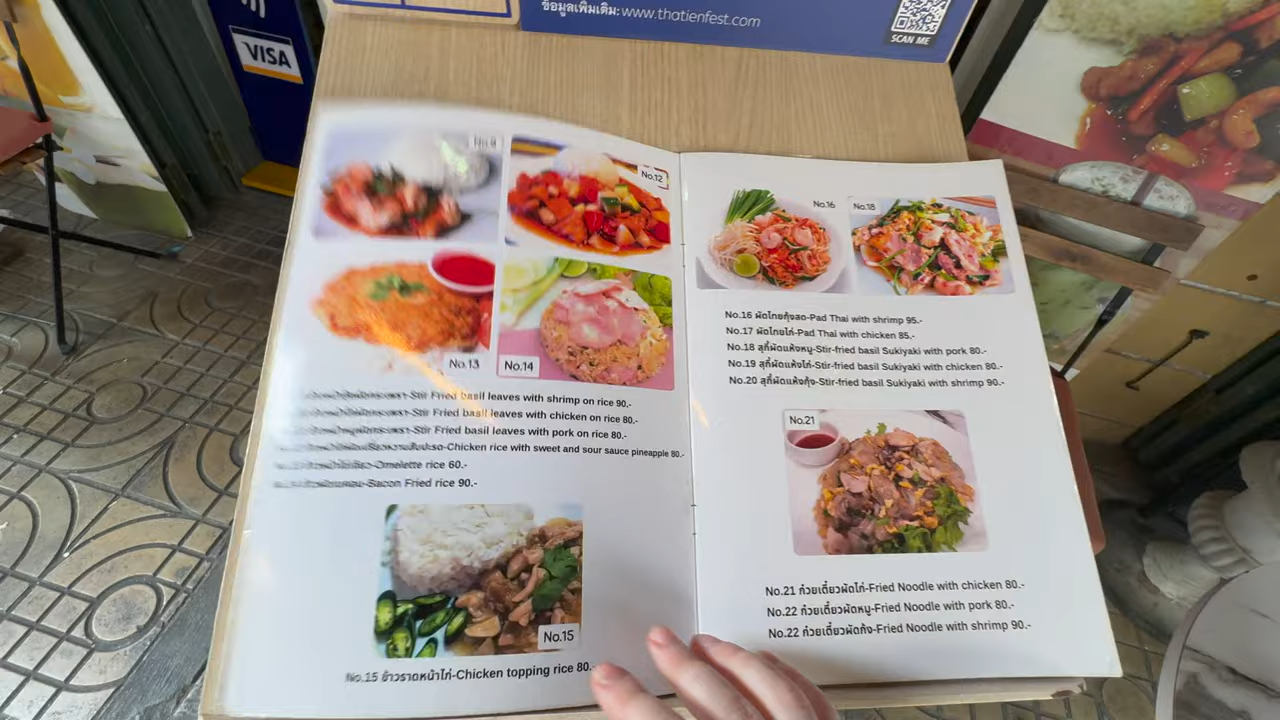 ข้อมูลเพิ่มเติม: www.thatienfest.com
SCAN ME
VISA
No.12
No.13
No.14
-Stir Fried basil leaves with shrimp on rice 90.-
-Stir Fried basil leaves with chicken on rice 80.-
-Stir Fried basil leaves with pork on rice 80.-
-Chicken rice with sweet and sour sauce pineapple 80.-
-Omelette rice 60.-
-Bacon Fried rice 90.-
No.15
No.15 ข้าวราดหน้าไก่-Chicken topping rice 80.-
No.16
No.18
No.16 ผัดไทยกุ้งสด-Pad Thai with shrimp 95.-
No.17 ผัดไทยไก่-Pad Thai with chicken 85.-
No.18 สุกี้ผัดแห้งหมู-Stir-fried basil Sukiyaki with pork 80.-
No.19 สุกี้ผัดแห้งไก่-Stir-fried basil Sukiyaki with chicken 80.-
No.20 สุกี้ผัดแห้งกุ้ง-Stir-fried basil Sukiyaki with shrimp 90.-
No.21
No.21 ก๋วยเตี๋ยวผัดไก่-Fried Noodle with chicken 80.-
No.22 ก๋วยเตี๋ยวผัดหมู-Fried Noodle with pork 80.-
No.22 ก๋วยเตี๋ยวผัดกุ้ง-Fried Noodle with shrimp 90.-